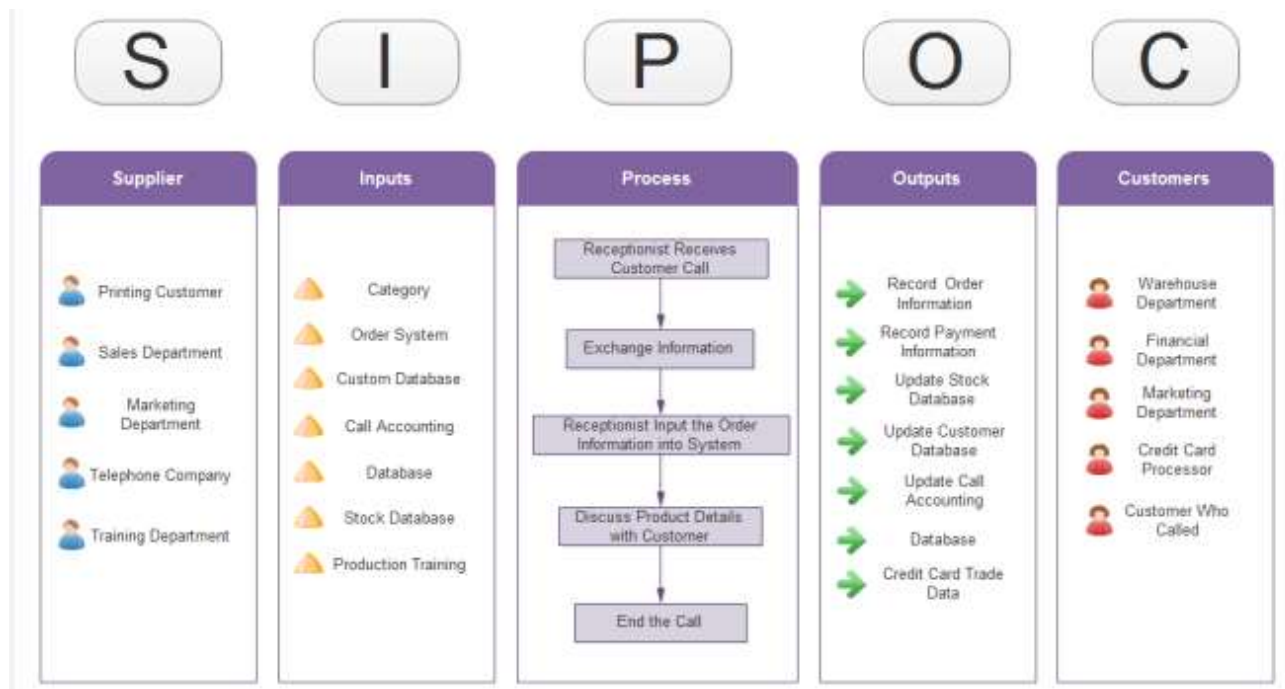 S
I
P
O
C
Supplier
Printing Customer
Sales Department
Marketing
Department
Telephone Company
Training Department
Inputs
Category
Order System
Custom Database
Call Accounting
Database
Stock Database
Production Training
Process
Receptionist Receives
Customer Call
Exchange Information
Receptionist Input the Order
Information into System
Discuss Product Details
with Customer
End the Call
Outputs
Record Order
Information
Record Payment
Information
Update Stock
Database
Update Customer
Database
Update Call
Accounting
Database
Credit Card Trade
Data
Customers
Warehouse
Department
Financial
Department
Marketing
Department
Credit Card
Processor
Customer Who
Called